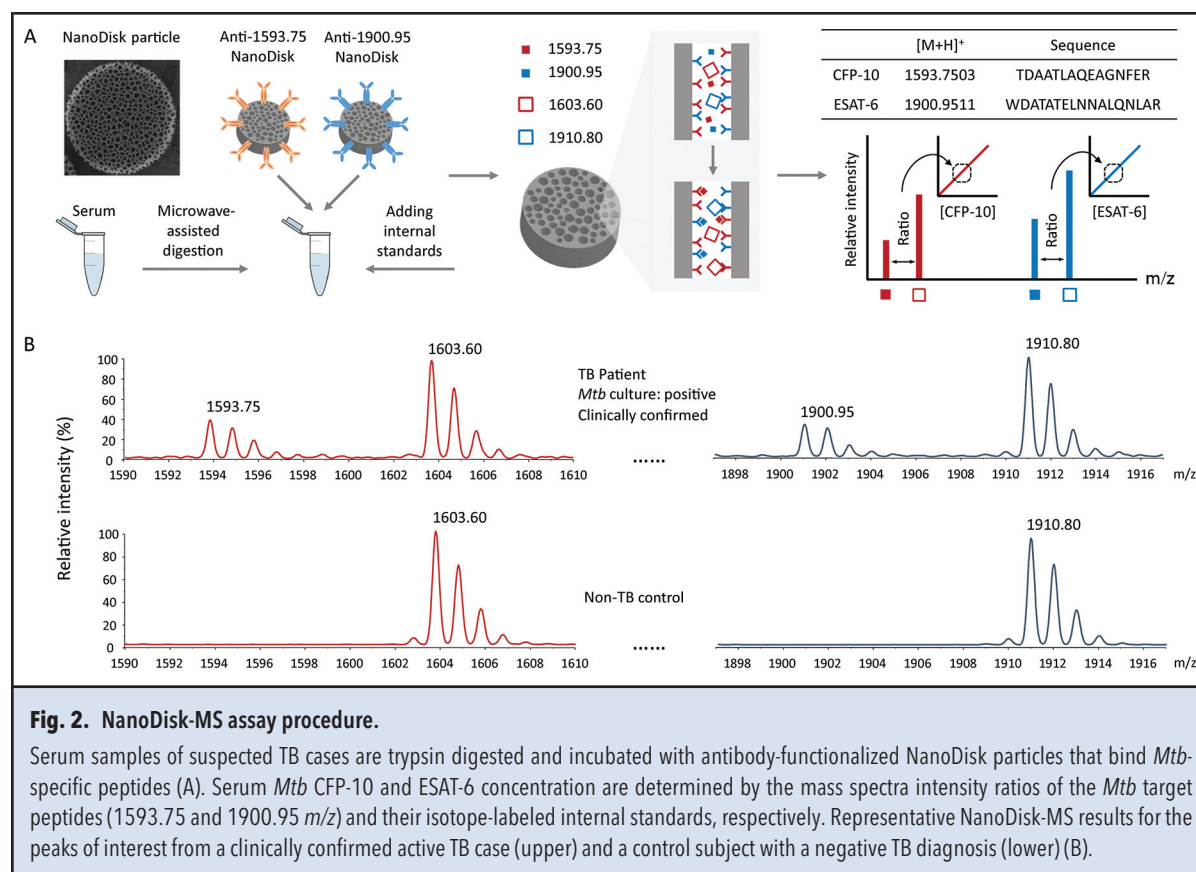 A
NanoDisk particle
Anti-1593.75
NanoDisk
Anti-1900.95
NanoDisk
Serum
Microwave-
assisted
digestion
Adding
internal
standards
1593.75
1900.95
1603.60
1910.80
[M+H]+ Sequence
CFP-10 1593.7503 TDAATLAQEAGNFER
ESAT-6 1900.9511 WDATATELNNALQNLAR
Relative intensity
Ratio
[CFP-10]
Ratio
[ESAT-6]
m/z
B
Relative intensity (%)
100
80
60
40
20
0
1593.75
1603.60
1590 1592 1594 1596 1598 1600 1602 1604 1606 1608 1610
TB Patient
Mtb culture: positive
Clinically confirmed
......
1900.95
1910.80
1898 1900 1902 1904 1906 1908 1910 1912 1914 1916 m/z
100
80
60
40
20
0
1603.60
1590 1592 1594 1596 1598 1600 1602 1604 1606 1608 1610
Non-TB control
......
1910.80
1898 1900 1902 1904 1906 1908 1910 1912 1914 1916 m/z
Fig. 2. NanoDisk-MS assay procedure.
Serum samples of suspected TB cases are trypsin digested and incubated with antibody-functionalized NanoDisk particles that bind Mtb-
specific peptides (A). Serum Mtb CFP-10 and ESAT-6 concentration are determined by the mass spectra intensity ratios of the Mtb target
peptides (1593.75 and 1900.95 m/z) and their isotope-labeled internal standards, respectively. Representative NanoDisk-MS results for the
peaks of interest from a clinically confirmed active TB case (upper) and a control subject with a negative TB diagnosis (lower) (B).